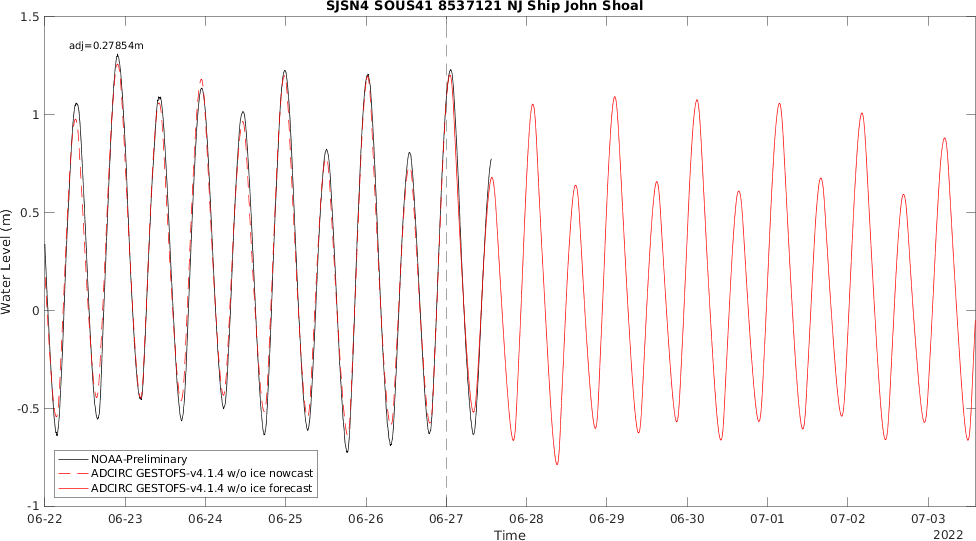 SJSN4 SOUS41 8537121 NJ Ship John Shoal
adj=0.27854m
1.5
1
0.5
0
-0.5
-1
Water Level (m)
NOAA-Preliminary
ADCIRC GESTOFS-v4.1.4 w/o ice nowcast
ADCIRC GESTOFS-v4.1.4 w/o ice forecast
06-22 06-23 06-24 06-25 06-26 06-27 06-28 06-29 06-30 07-01 07-02 07-03
Time
2022